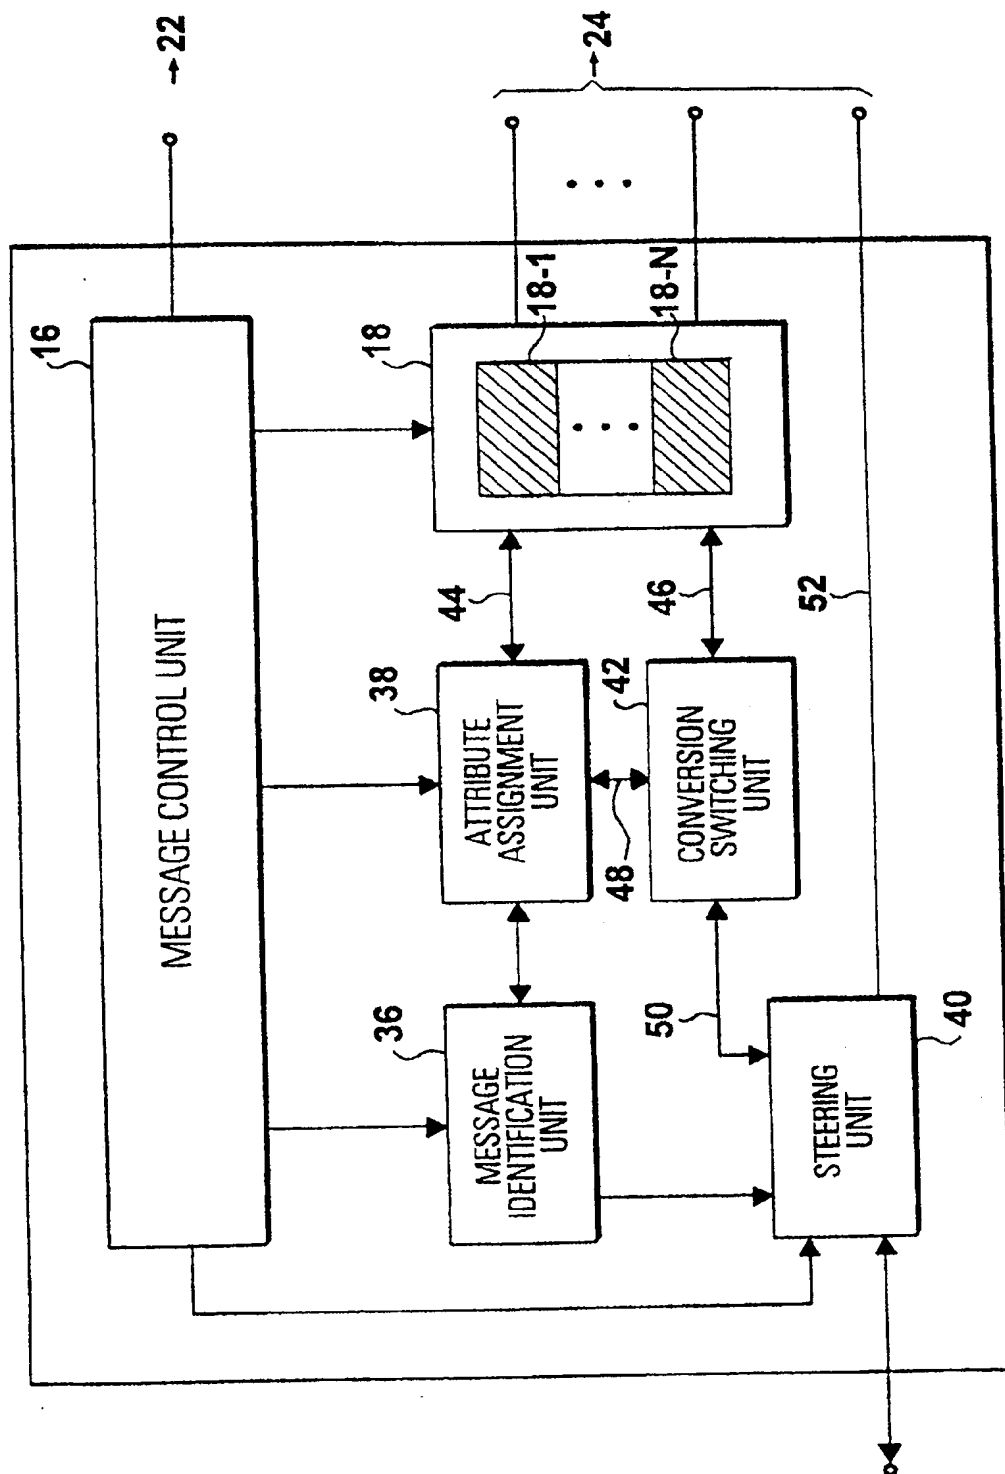 →22
16
MESSAGE CONTROL UNIT
→24
18
18-1
18-N
44
46
38
ATTRIBUTE
ASSIGNMENT
UNIT
42
CONVERSION
SWITCHING
UNIT
48
52
36
MESSAGE
IDENTIFICATION
UNIT
50
STEERING
UNIT
40